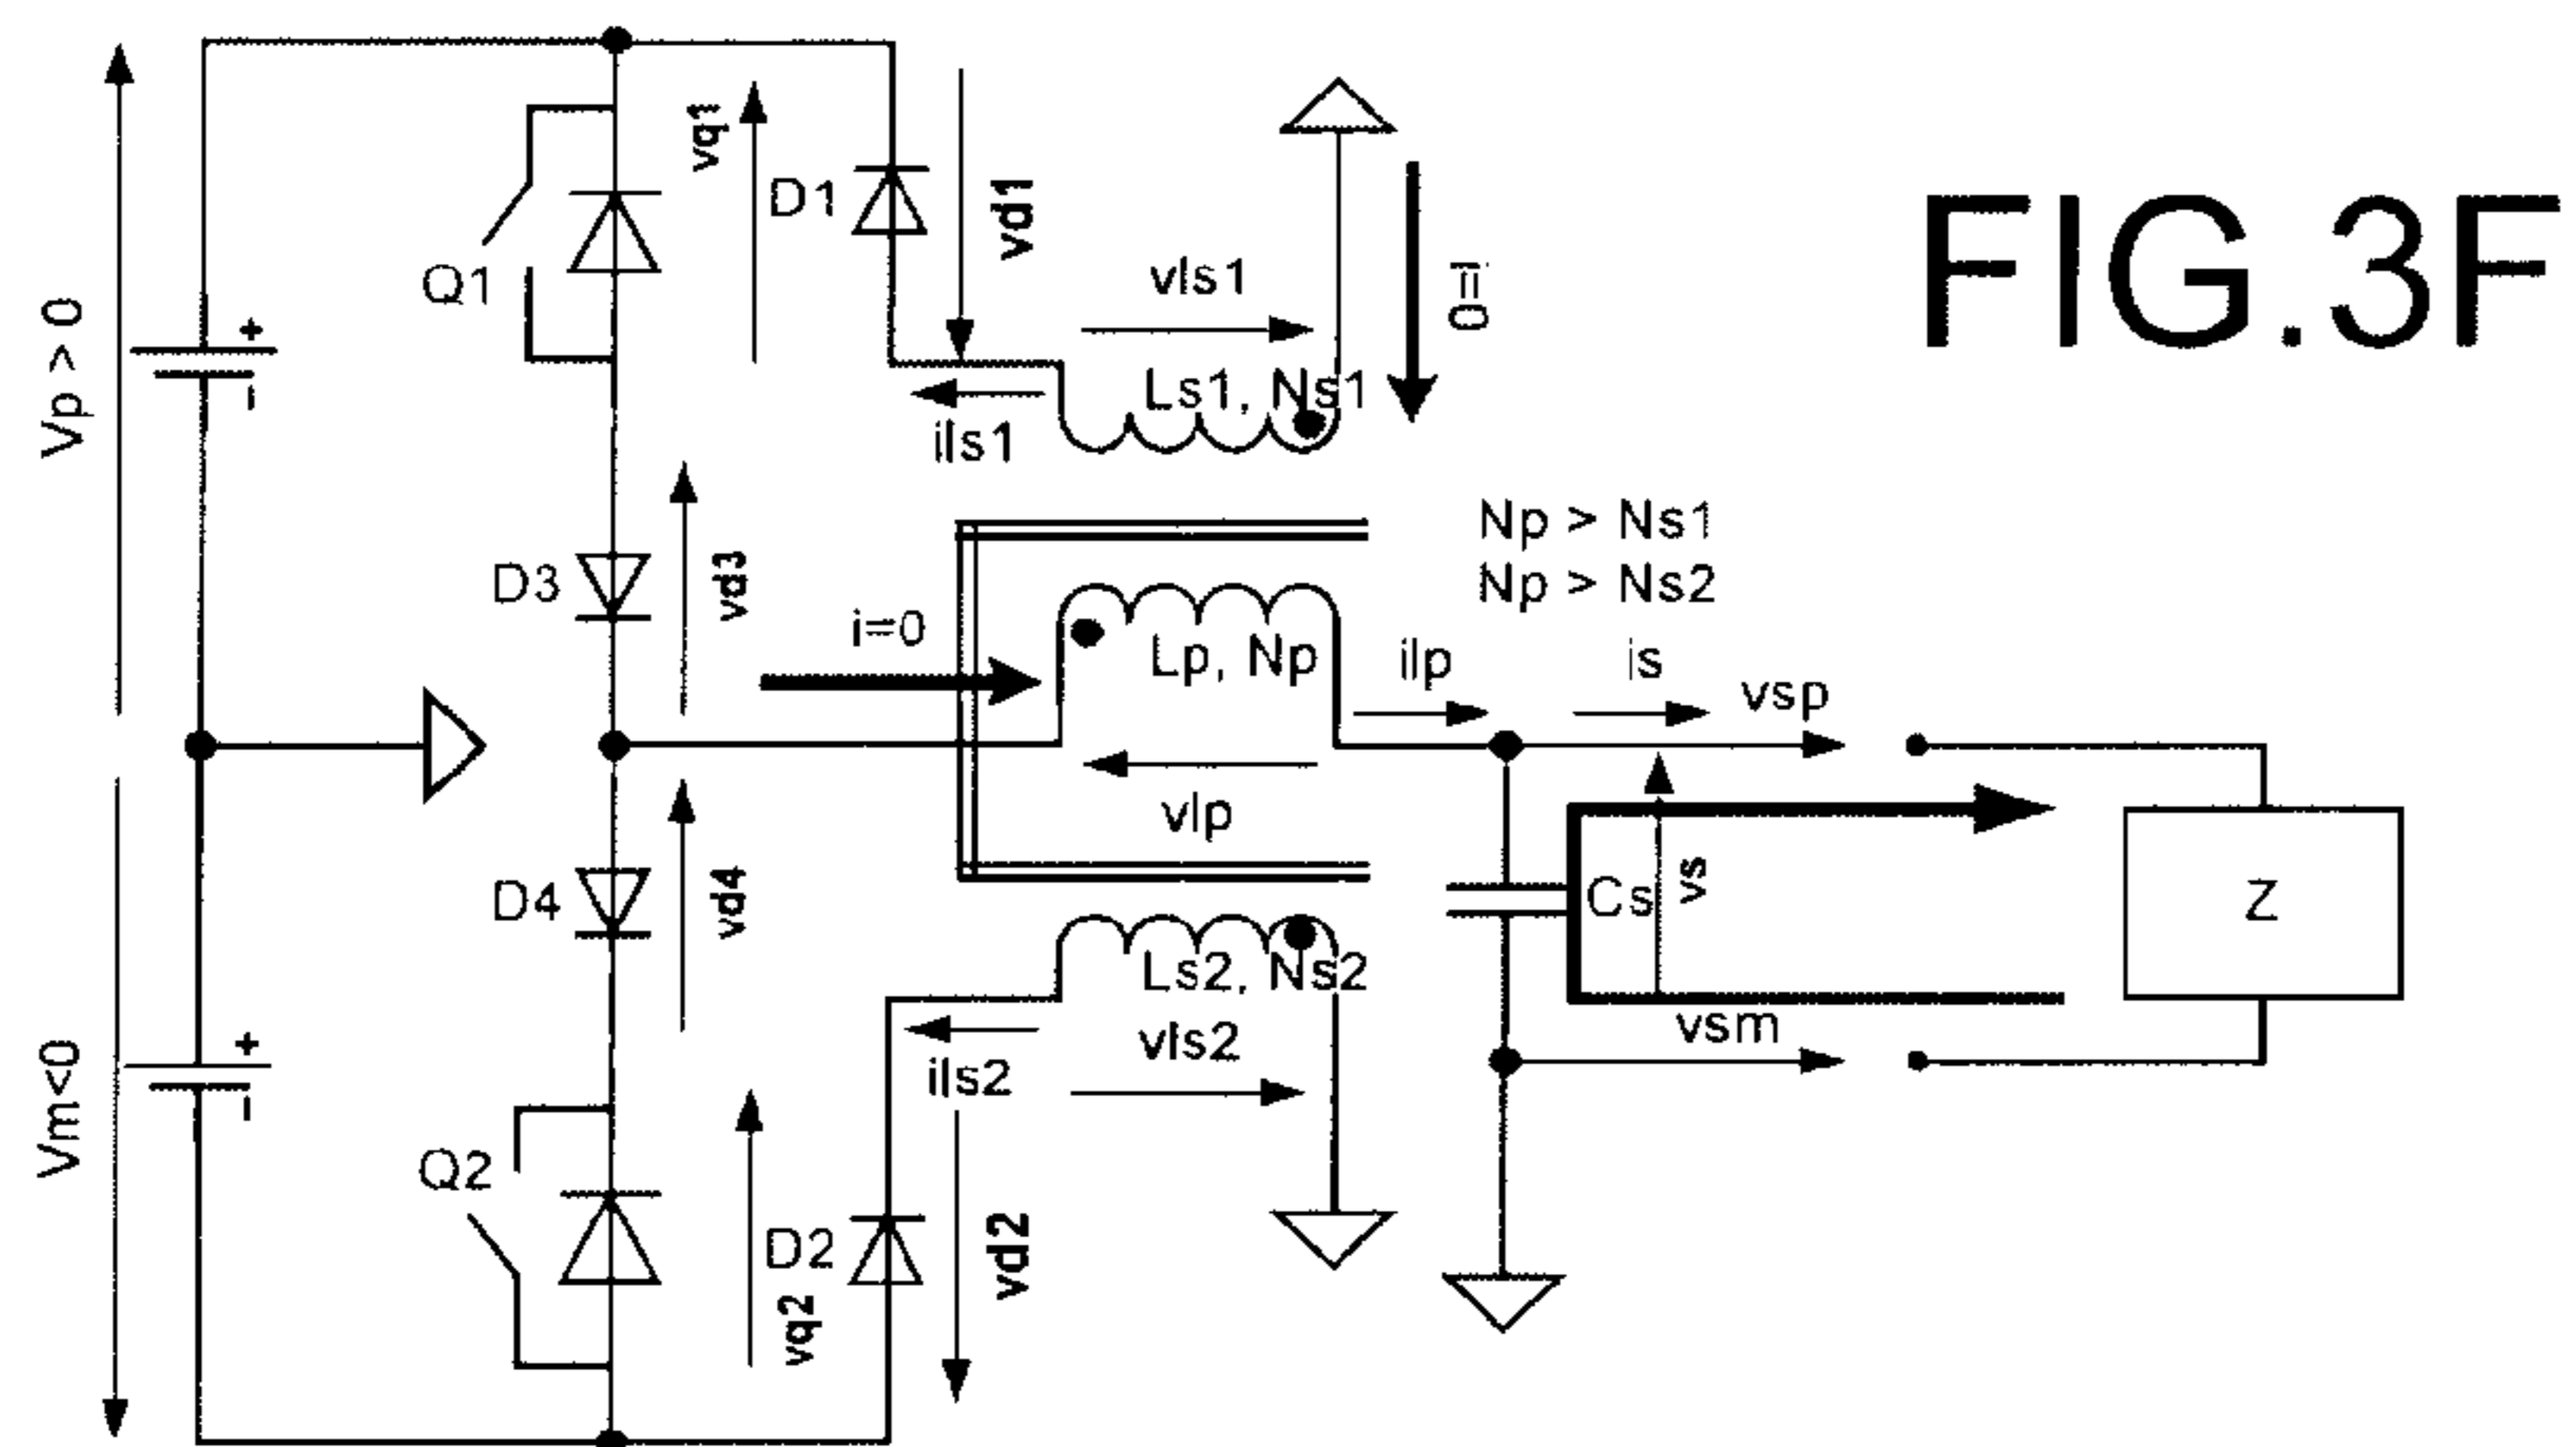 FIG.3F
Vp > 0
+
-
Q1
vq1
D1
vd1
vls1
i=0
Ls1, Ns1
ils1
D3
vd3
i=0
Np > Ns1
Np > Ns2
Lp, Np
ilp
is
vsp
vlp
D4
vd4
Cs
vs
Z
Ls2, Ns2
vsm
Vm<0
+
-
ils2
vls2
Q2
vq2
D2
vd2